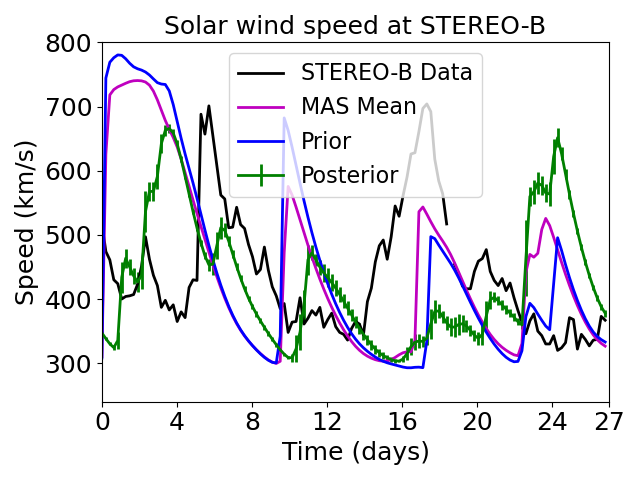 Solar wind speed at STEREO-B
800
700
600
500
400
300
Speed (km/s)
STEREO-B Data
MAS Mean
Prior
Posterior
0 4 8 12 16 20 24 27
Time (days)